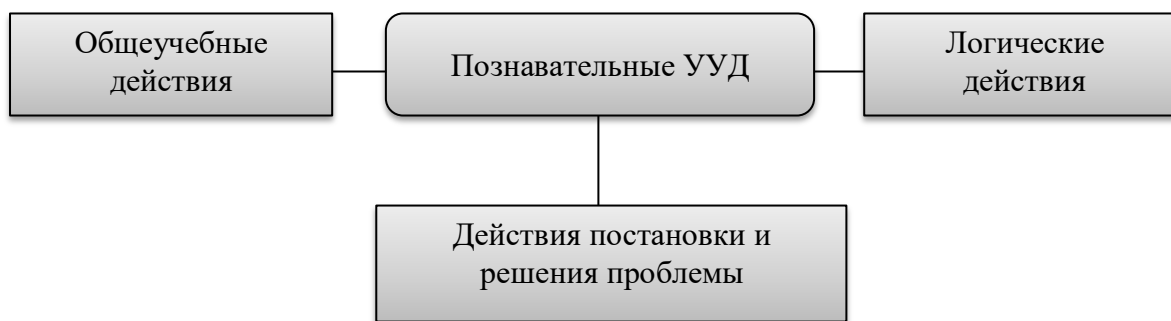 Общеучебные
действия
Познавательные УУД
Логические
действия
Действия постановки и
решения проблемы